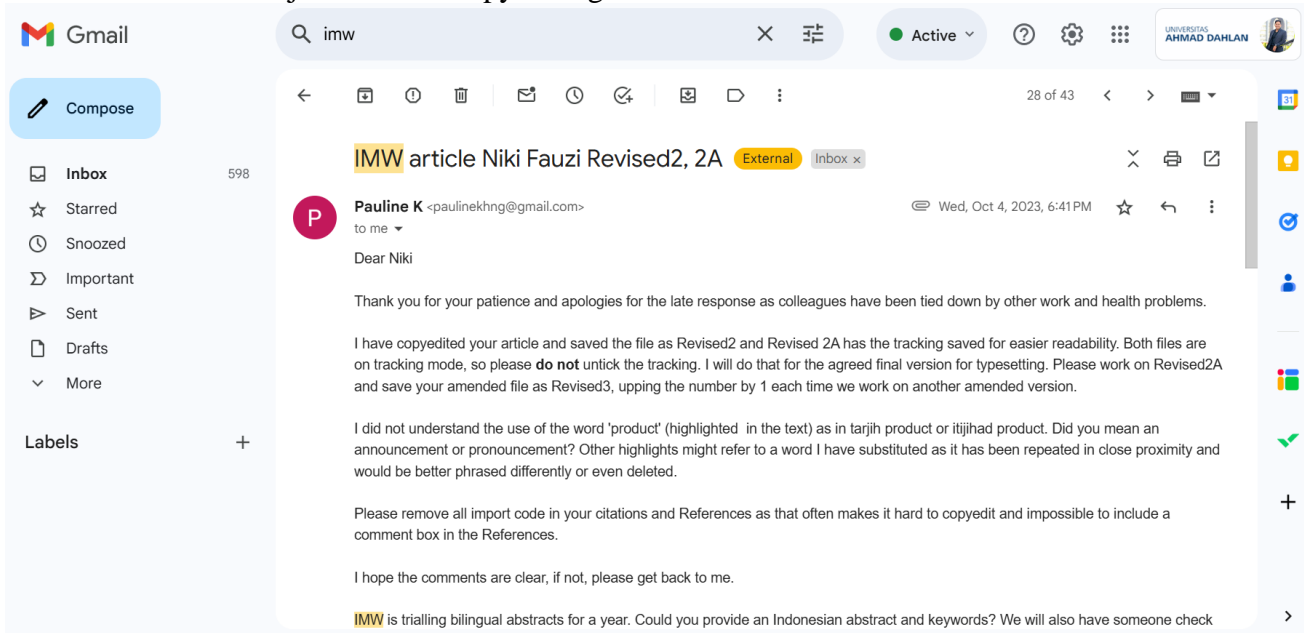 Gmail
imw
Active
UNIVERSITAS
AHMAD DAHLAN
Compose
28 of 43
31
IMW article Niki Fauzi Revised2, 2A External Inbox ×
Inbox 598
Starred
Snoozed
Important
Sent
Drafts
More
Labels
P
Pauline K <paulinekhng@gmail.com> Wed, Oct 4, 2023, 6:41 PM
to me
Dear Niki
Thank you for your patience and apologies for the late response as colleagues have been tied down by other work and health problems.
I have copyedited your article and saved the file as Revised2 and Revised 2A has the tracking saved for easier readability. Both files are
on tracking mode, so please do not untick the tracking. I will do that for the agreed final version for typesetting. Please work on Revised2A
and save your amended file as Revised3, upping the number by 1 each time we work on another amended version.
I did not understand the use of the word 'product' (highlighted in the text) as in tarjih product or itijihad product. Did you mean an
announcement or pronouncement? Other highlights might refer to a word I have substituted as it has been repeated in close proximity and
would be better phrased differently or even deleted.
Please remove all import code in your citations and References as that often makes it hard to copyedit and impossible to include a
comment box in the References.
I hope the comments are clear, if not, please get back to me.
IMW is trialling bilingual abstracts for a year. Could you provide an Indonesian abstract and keywords? We will also have someone check